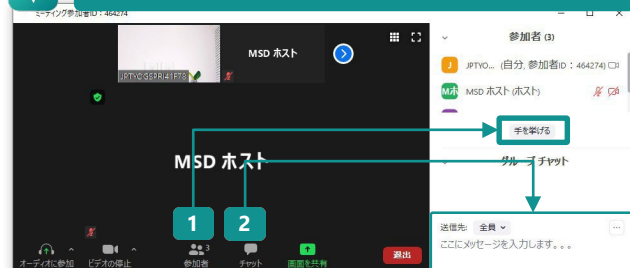 ミーティング参加者ID：464274
MSD ホスト
JPTYOGSPRI41F73
参加者 (3)
J JPTYO... (自分, 参加者ID：464274)
Mホ MSD ホスト (ホスト)
手を挙げる
グループチャット
MSD ホスト
1
2
送信先: 全員
ここにメッセージを入力します。。。
オーディオに参加
ビデオの停止
3
参加者
チャット
画面を共有
退出